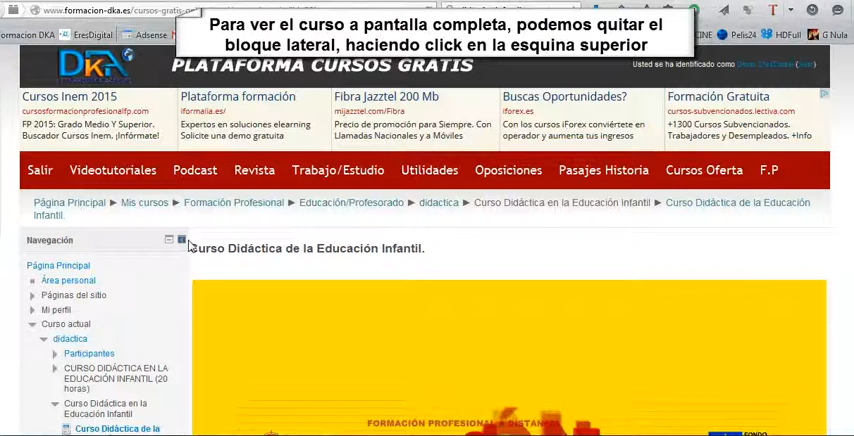 www.formacion-dka.es/cursos-gratis-on
Para ver el curso a pantalla completa, podemos quitar el
bloque lateral, haciendo click en la esquina superior
EresDigital
Adsense
Pelis24
HDFull
G Nula
DKA
PLATAFORMA CURSOS GRATIS
Usted se ha identificado como
Cursos Inem 2015
cursosformacionprofesionalfp.com
FP 2015: Grado Medio Y Superior.
Buscador Cursos Inem. ¡Infórmate!
Plataforma formación
iformalia.es/
Expertos en soluciones elearning
Solicite una demo gratuita
Fibra Jazztel 200 Mb
mijazztel.com/Fibra
Precio de promoción para Siempre. Con
Llamadas Nacionales y a Móviles
Buscas Oportunidades?
iforex.es
Con los cursos iForex conviértete en
operador y aumenta tus ingresos
Formación Gratuita
cursos-subvencionados.lectiva.com
+1300 Cursos Subvencionados.
Trabajadores y Desempleados. +Info
Salir Videotutoriales Podcast Revista Trabajo/Estudio Utilidades Oposiciones Pasajes Historia Cursos Oferta F.P
Página Principal ► Mis cursos ► Formación Profesional ► Educación/Profesorado ► didactica ► Curso Didáctica en la Educación Infantil ► Curso Didáctica de la Educación
Infantil.
Navegación
Curso Didáctica de la Educación Infantil.
Página Principal
Área personal
Páginas del sitio
Mi perfil
Curso actual
didactica
Participantes
CURSO DIDÁCTICA EN LA
EDUCACIÓN INFANTIL (20
horas)
Curso Didáctica en la
Educación Infantil
Curso Didáctica de la
FORMACIÓN PROFESIONAL A DISTANCIA
FONDO